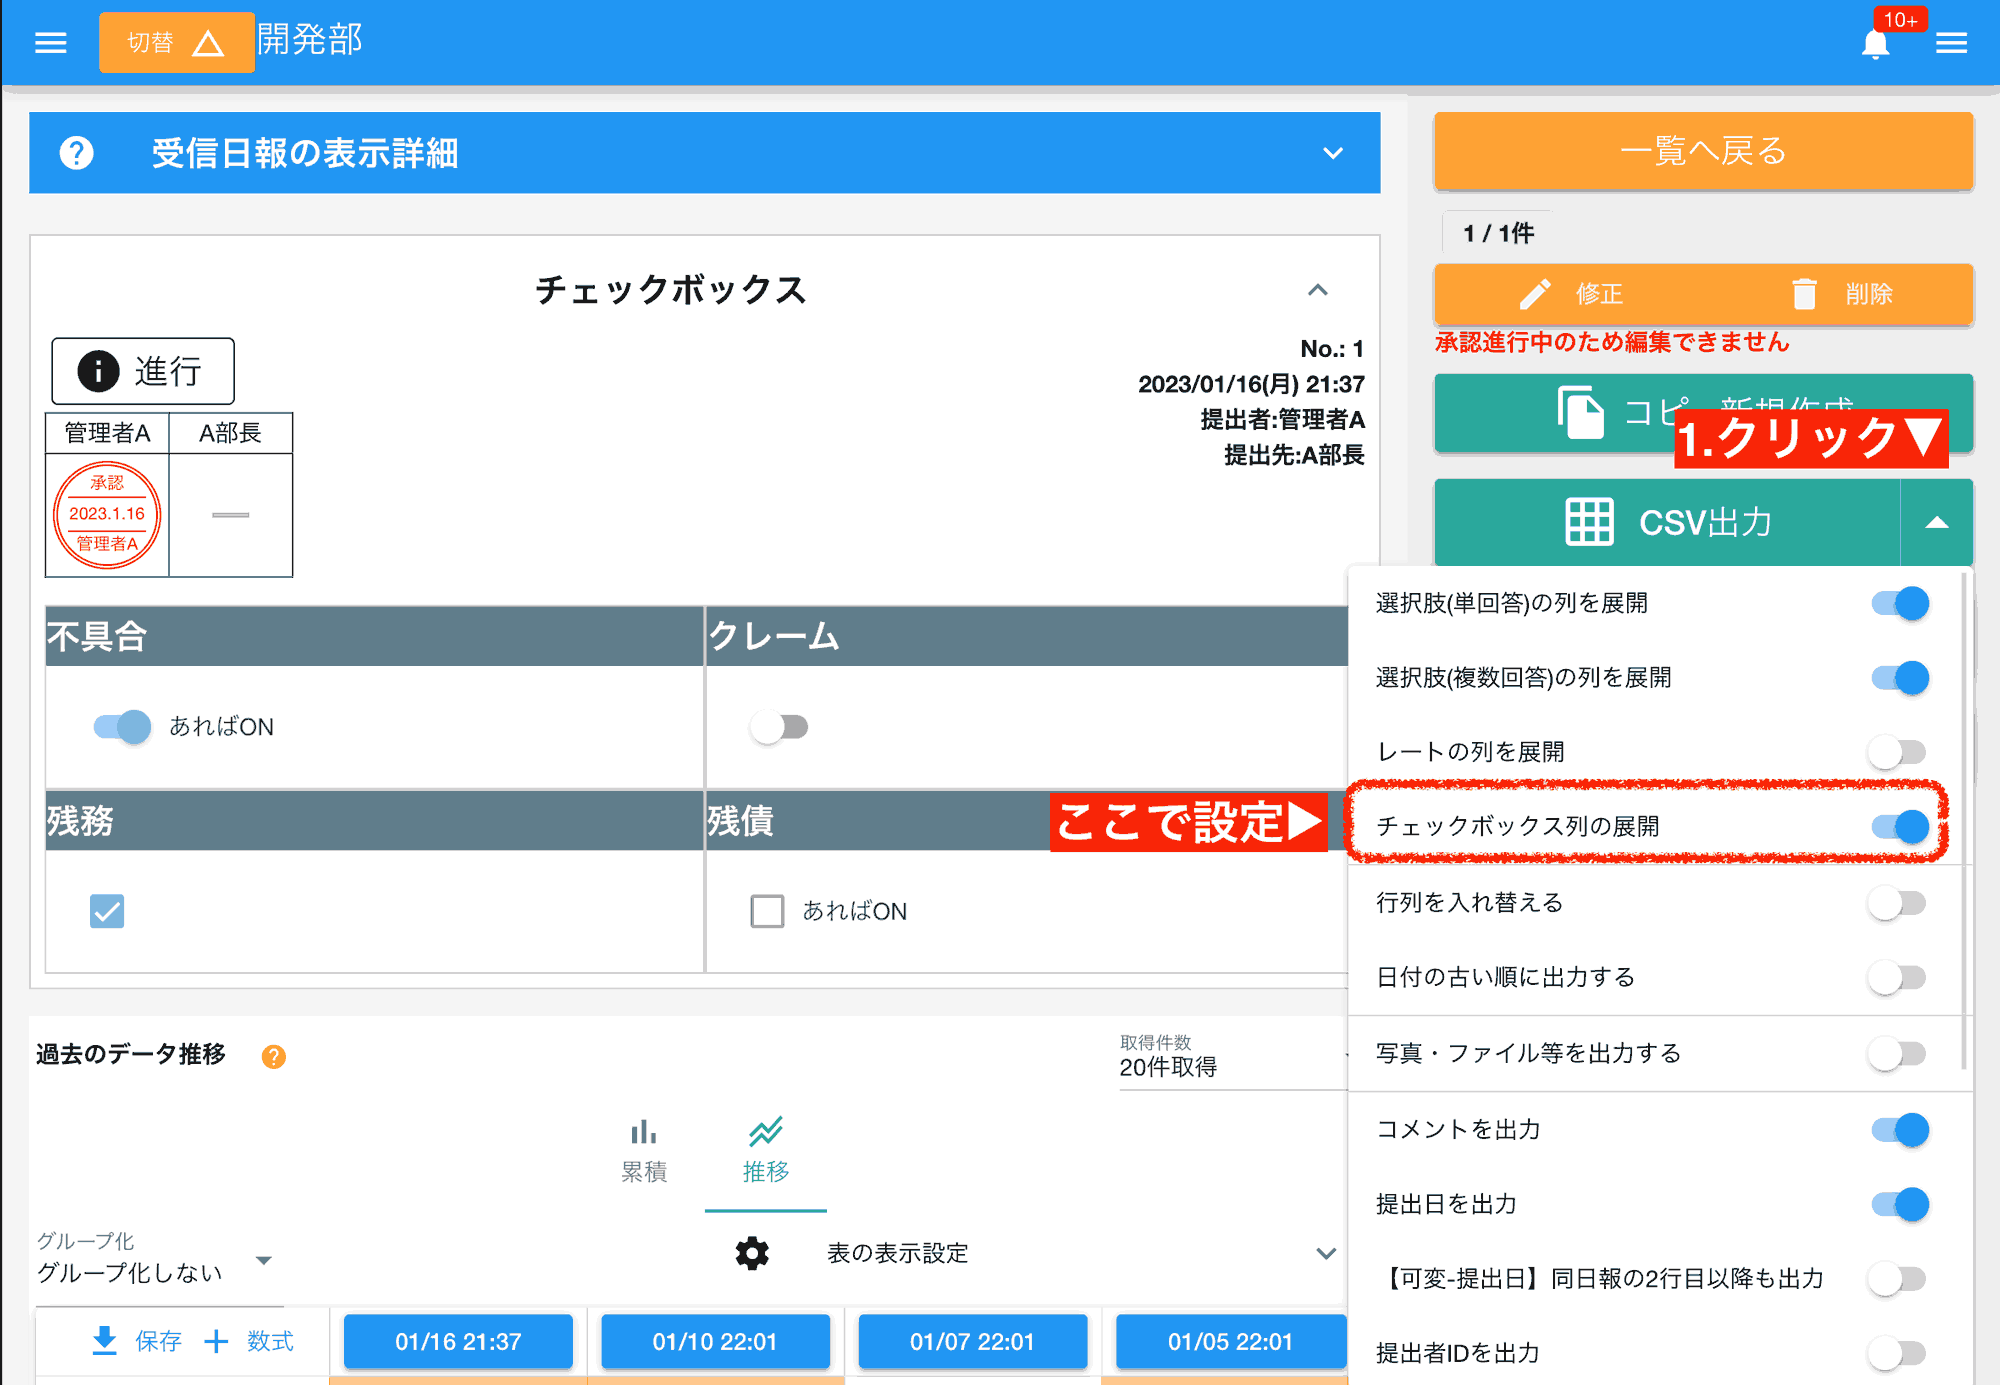 切替
開発部
10+
受信日報の表示詳細
一覧へ戻る
1 / 1件
修正
削除
承認進行中のため編集できません
コピー新規作成
1.クリック▼
CSV出力
チェックボックス
進行
No.: 1
2023/01/16(月) 21:37
提出者:管理者A
提出先:A部長
管理者A
A部長
承認
2023.1.16
管理者A
不具合
クレーム
あればON
残務
残債
ここで設定▶
あればON
選択肢(単回答)の列を展開
選択肢(複数回答)の列を展開
レートの列を展開
チェックボックス列の展開
行列を入れ替える
日付の古い順に出力する
写真・ファイル等を出力する
コメントを出力
提出日を出力
【可変-提出日】同日報の2行目以降も出力
提出者IDを出力
過去のデータ推移
取得件数
20件取得
累積
推移
グループ化
グループ化しない
表の表示設定
保存
数式
01/16 21:37
01/10 22:01
01/07 22:01
01/05 22:01